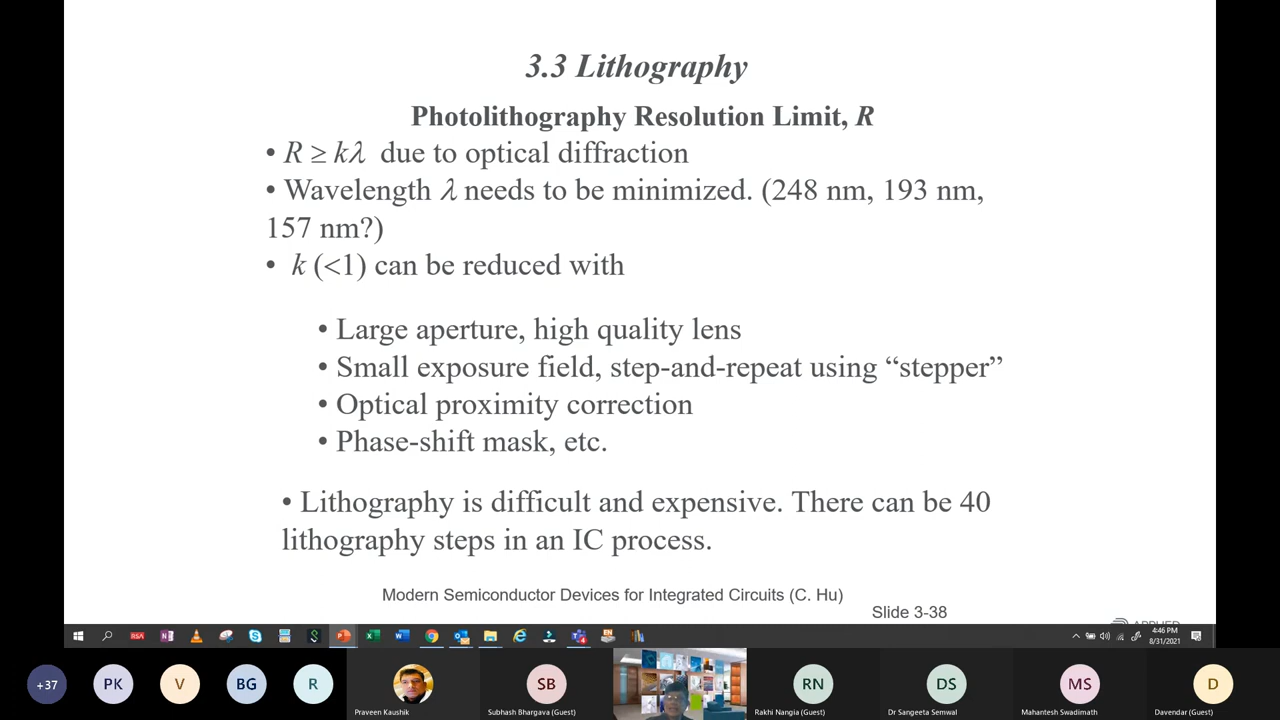 3.3 Lithography
Photolithography Resolution Limit, R
• R ≥ kλ due to optical diffraction
• Wavelength λ needs to be minimized. (248 nm, 193 nm,
157 nm?)
• k (<1) can be reduced with
• Large aperture, high quality lens
• Small exposure field, step-and-repeat using “stepper”
• Optical proximity correction
• Phase-shift mask, etc.
• Lithography is difficult and expensive. There can be 40
lithography steps in an IC process.
Modern Semiconductor Devices for Integrated Circuits (C. Hu)
Slide 3-38
RSA
4:46 PM
8/31/2021
+37
PK
V
BG
R
SB
RN
DS
MS
D
Praveen Kaushik
Subhash Bhargava (Guest)
Rakhi Nangia (Guest)
Dr Sangeeta Semwal
Mahantesh Swadimath
Davendar (Guest)